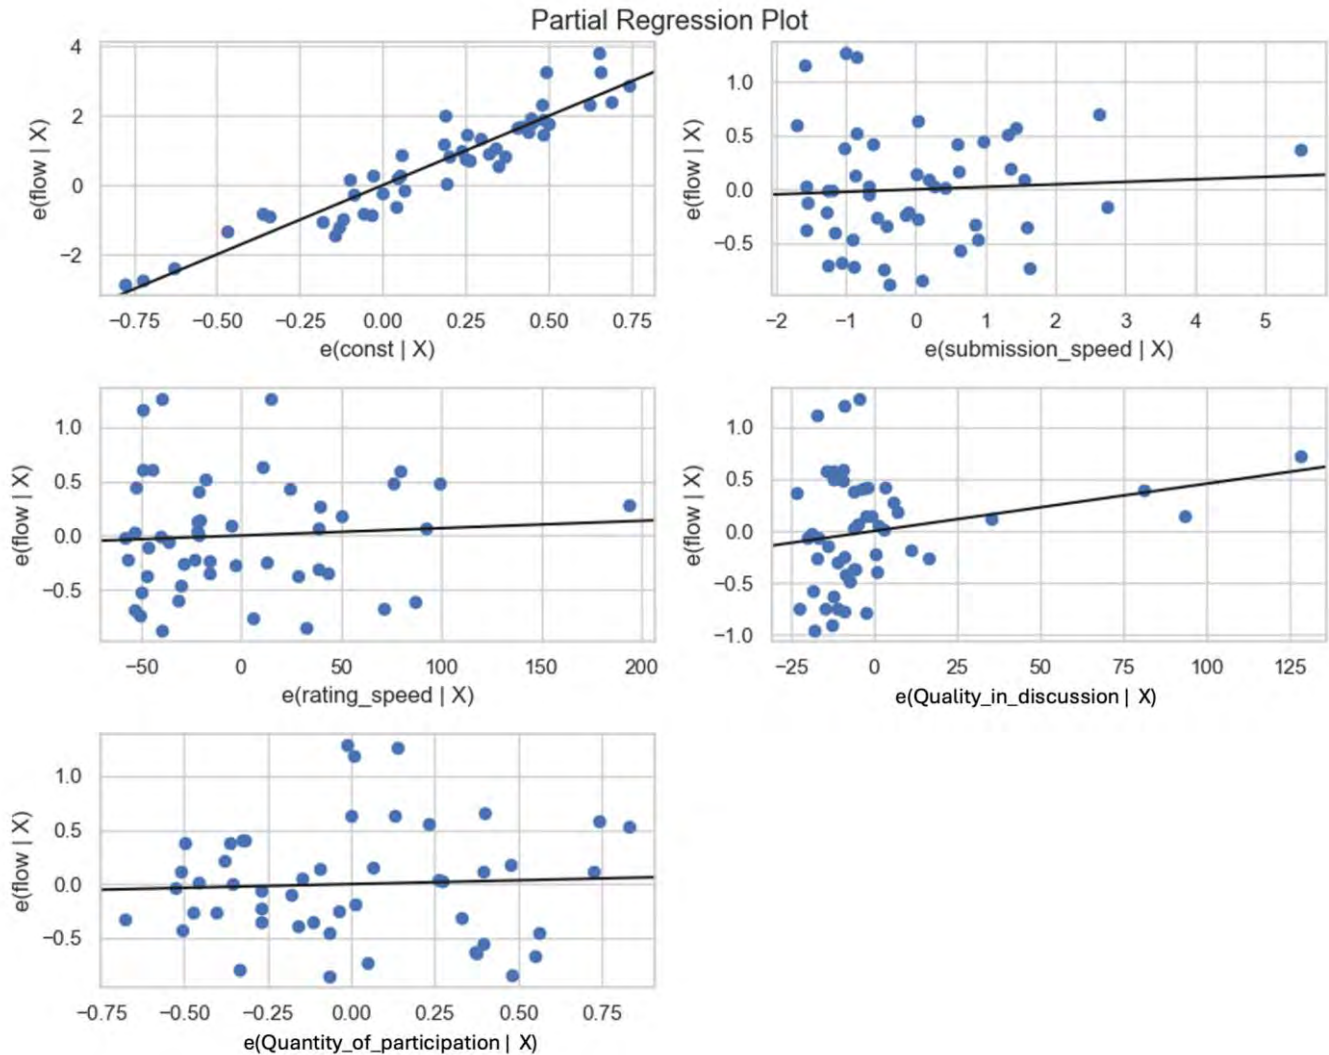 Partial Regression Plot
4
2
0
−2
e(flow | X)
−0.75 −0.50 −0.25 0.00 0.25 0.50 0.75
e(const | X)
1.0
0.5
0.0
−0.5
e(flow | X)
−2 −1 0 1 2 3 4 5
e(submission_speed | X)
1.0
0.5
0.0
−0.5
e(flow | X)
−50 0 50 100 150 200
e(rating_speed | X)
1.0
0.5
0.0
−0.5
−1.0
e(flow | X)
−25 0 25 50 75 100 125
e(Quality_in_discussion | X)
1.0
0.5
0.0
−0.5
e(flow | X)
−0.75 −0.50 −0.25 0.00 0.25 0.50 0.75
e(Quantity_of_participation | X)